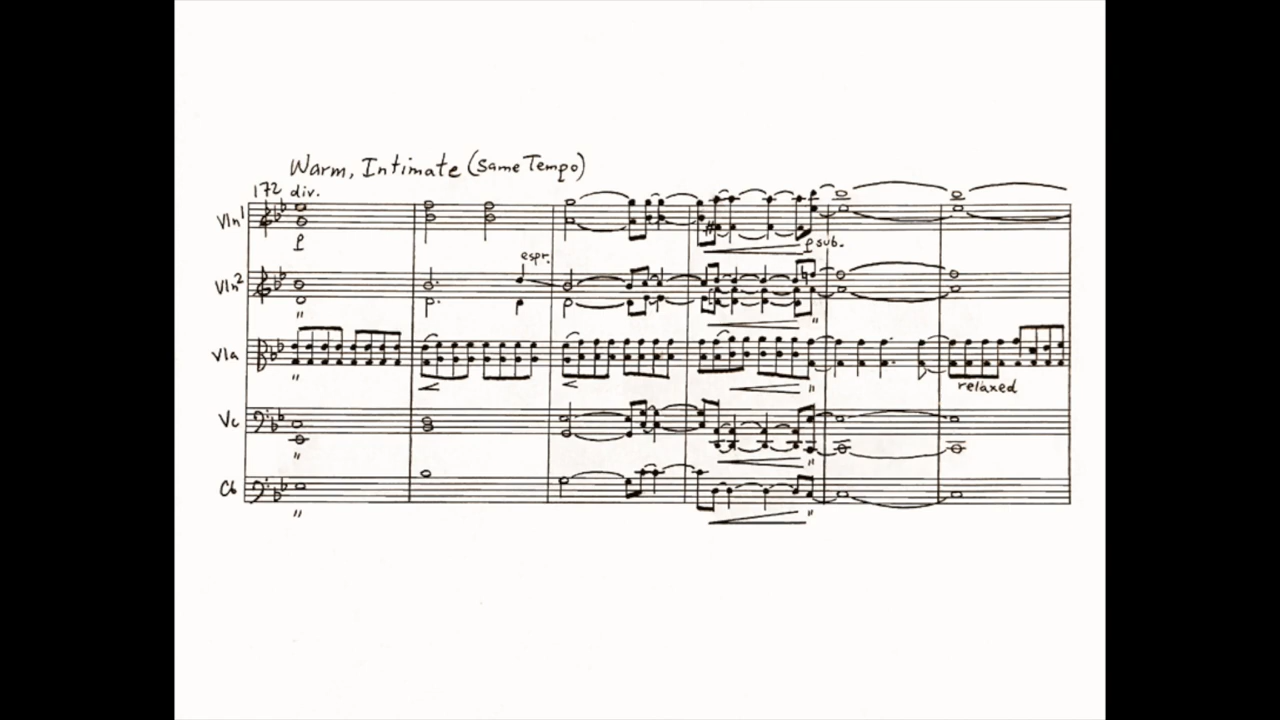 Warm, Intimate (Same Tempo)
172 div.
Vln1
p
p sub.
espr.
Vln2
"
"
Vla
"
"
relaxed
Vc
"
"
Cb
"
"